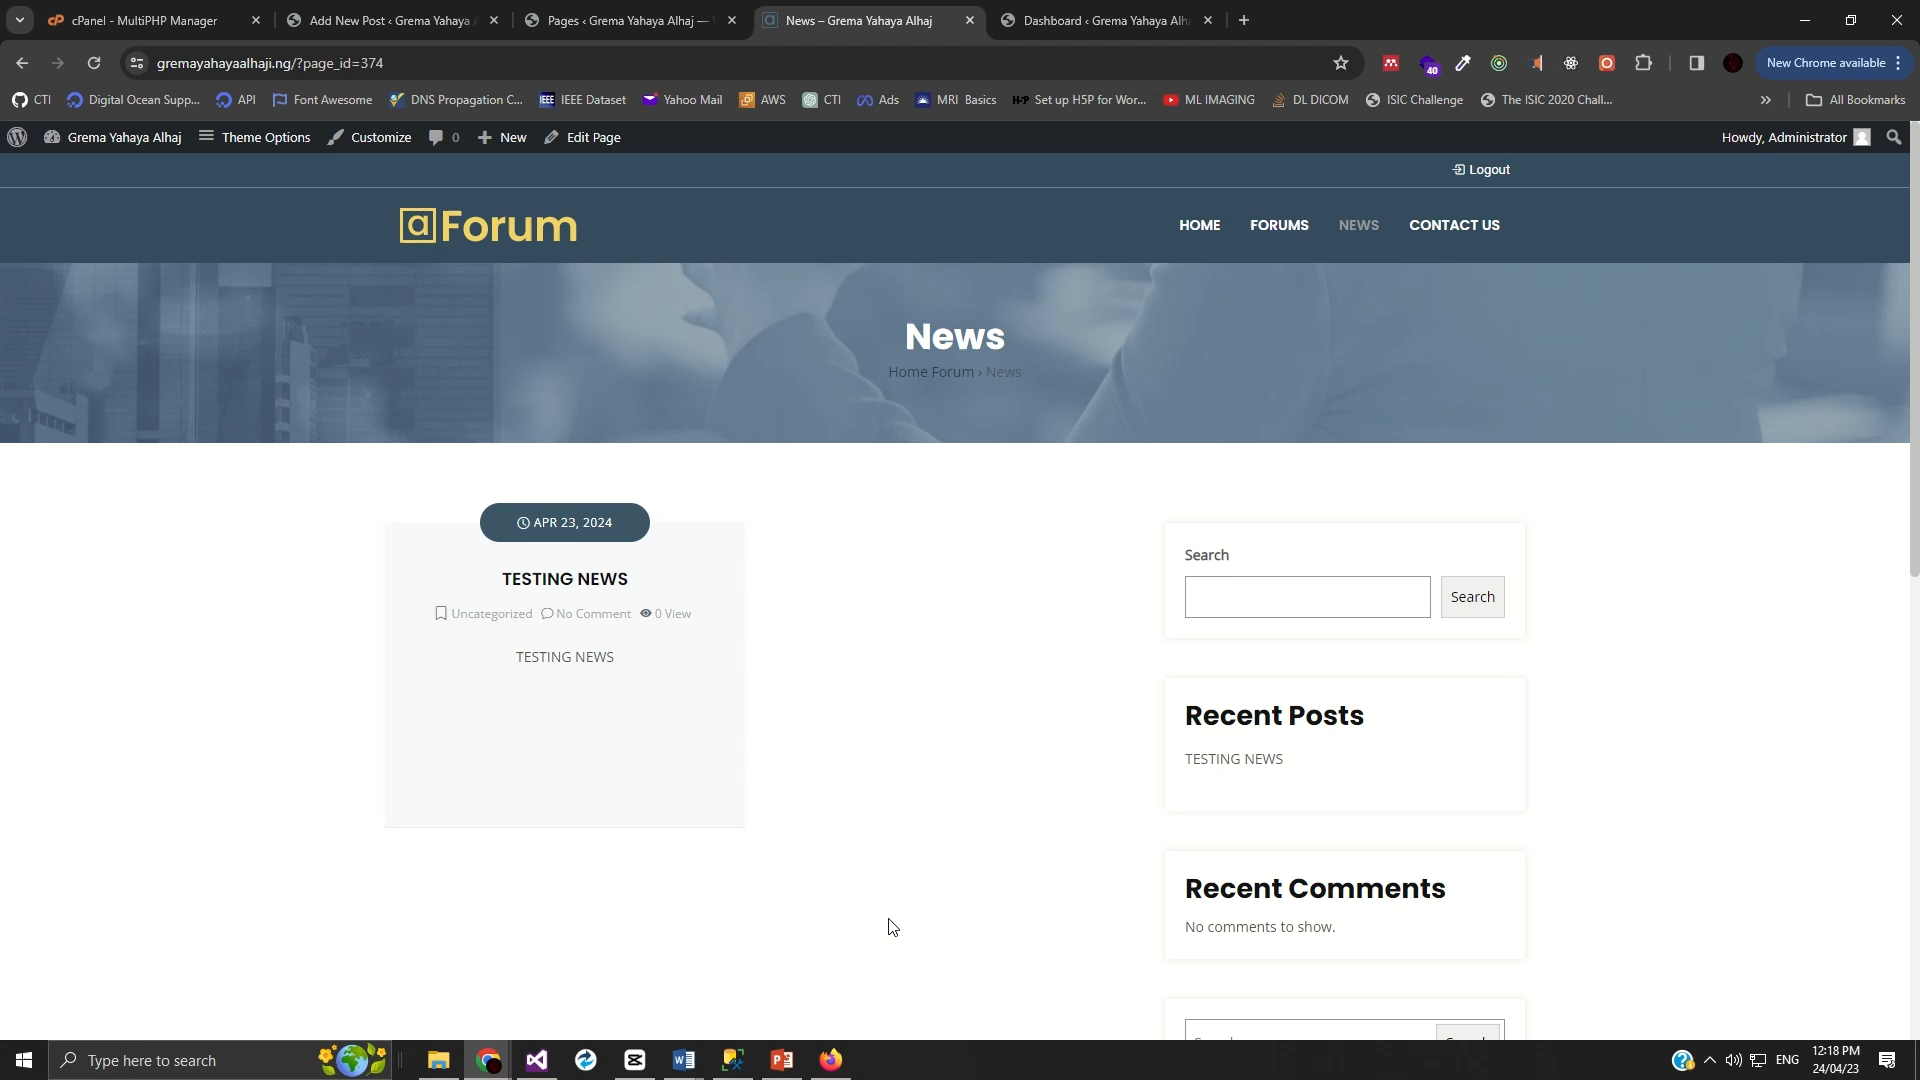 cPanel - MultiPHP Manager
Add New Post ‹ Grema Yahaya
Pages ‹ Grema Yahaya Alhaj —
News – Grema Yahaya Alhaj
Dashboard ‹ Grema Yahaya Alh
gremayahayaalhaji.ng/?page_id=374
40
New Chrome available
CTI
Digital Ocean Supp...
API
Font Awesome
DNS Propagation C...
IEEE Dataset
Yahoo Mail
AWS
CTI
Ads
MRI Basics
Set up H5P for Wor...
ML IMAGING
DL DICOM
ISIC Challenge
The ISIC 2020 Chall...
All Bookmarks
Grema Yahaya Alhaj
Theme Options
Customize
0
New
Edit Page
Howdy, Administrator
Logout
aForum
HOME
FORUMS
NEWS
CONTACT US
News
Home Forum › News
APR 23, 2024
TESTING NEWS
Uncategorized No Comment 0 View
TESTING NEWS
Search
Search
Recent Posts
TESTING NEWS
Recent Comments
No comments to show.
Type here to search
ENG
12:18 PM
24/04/23